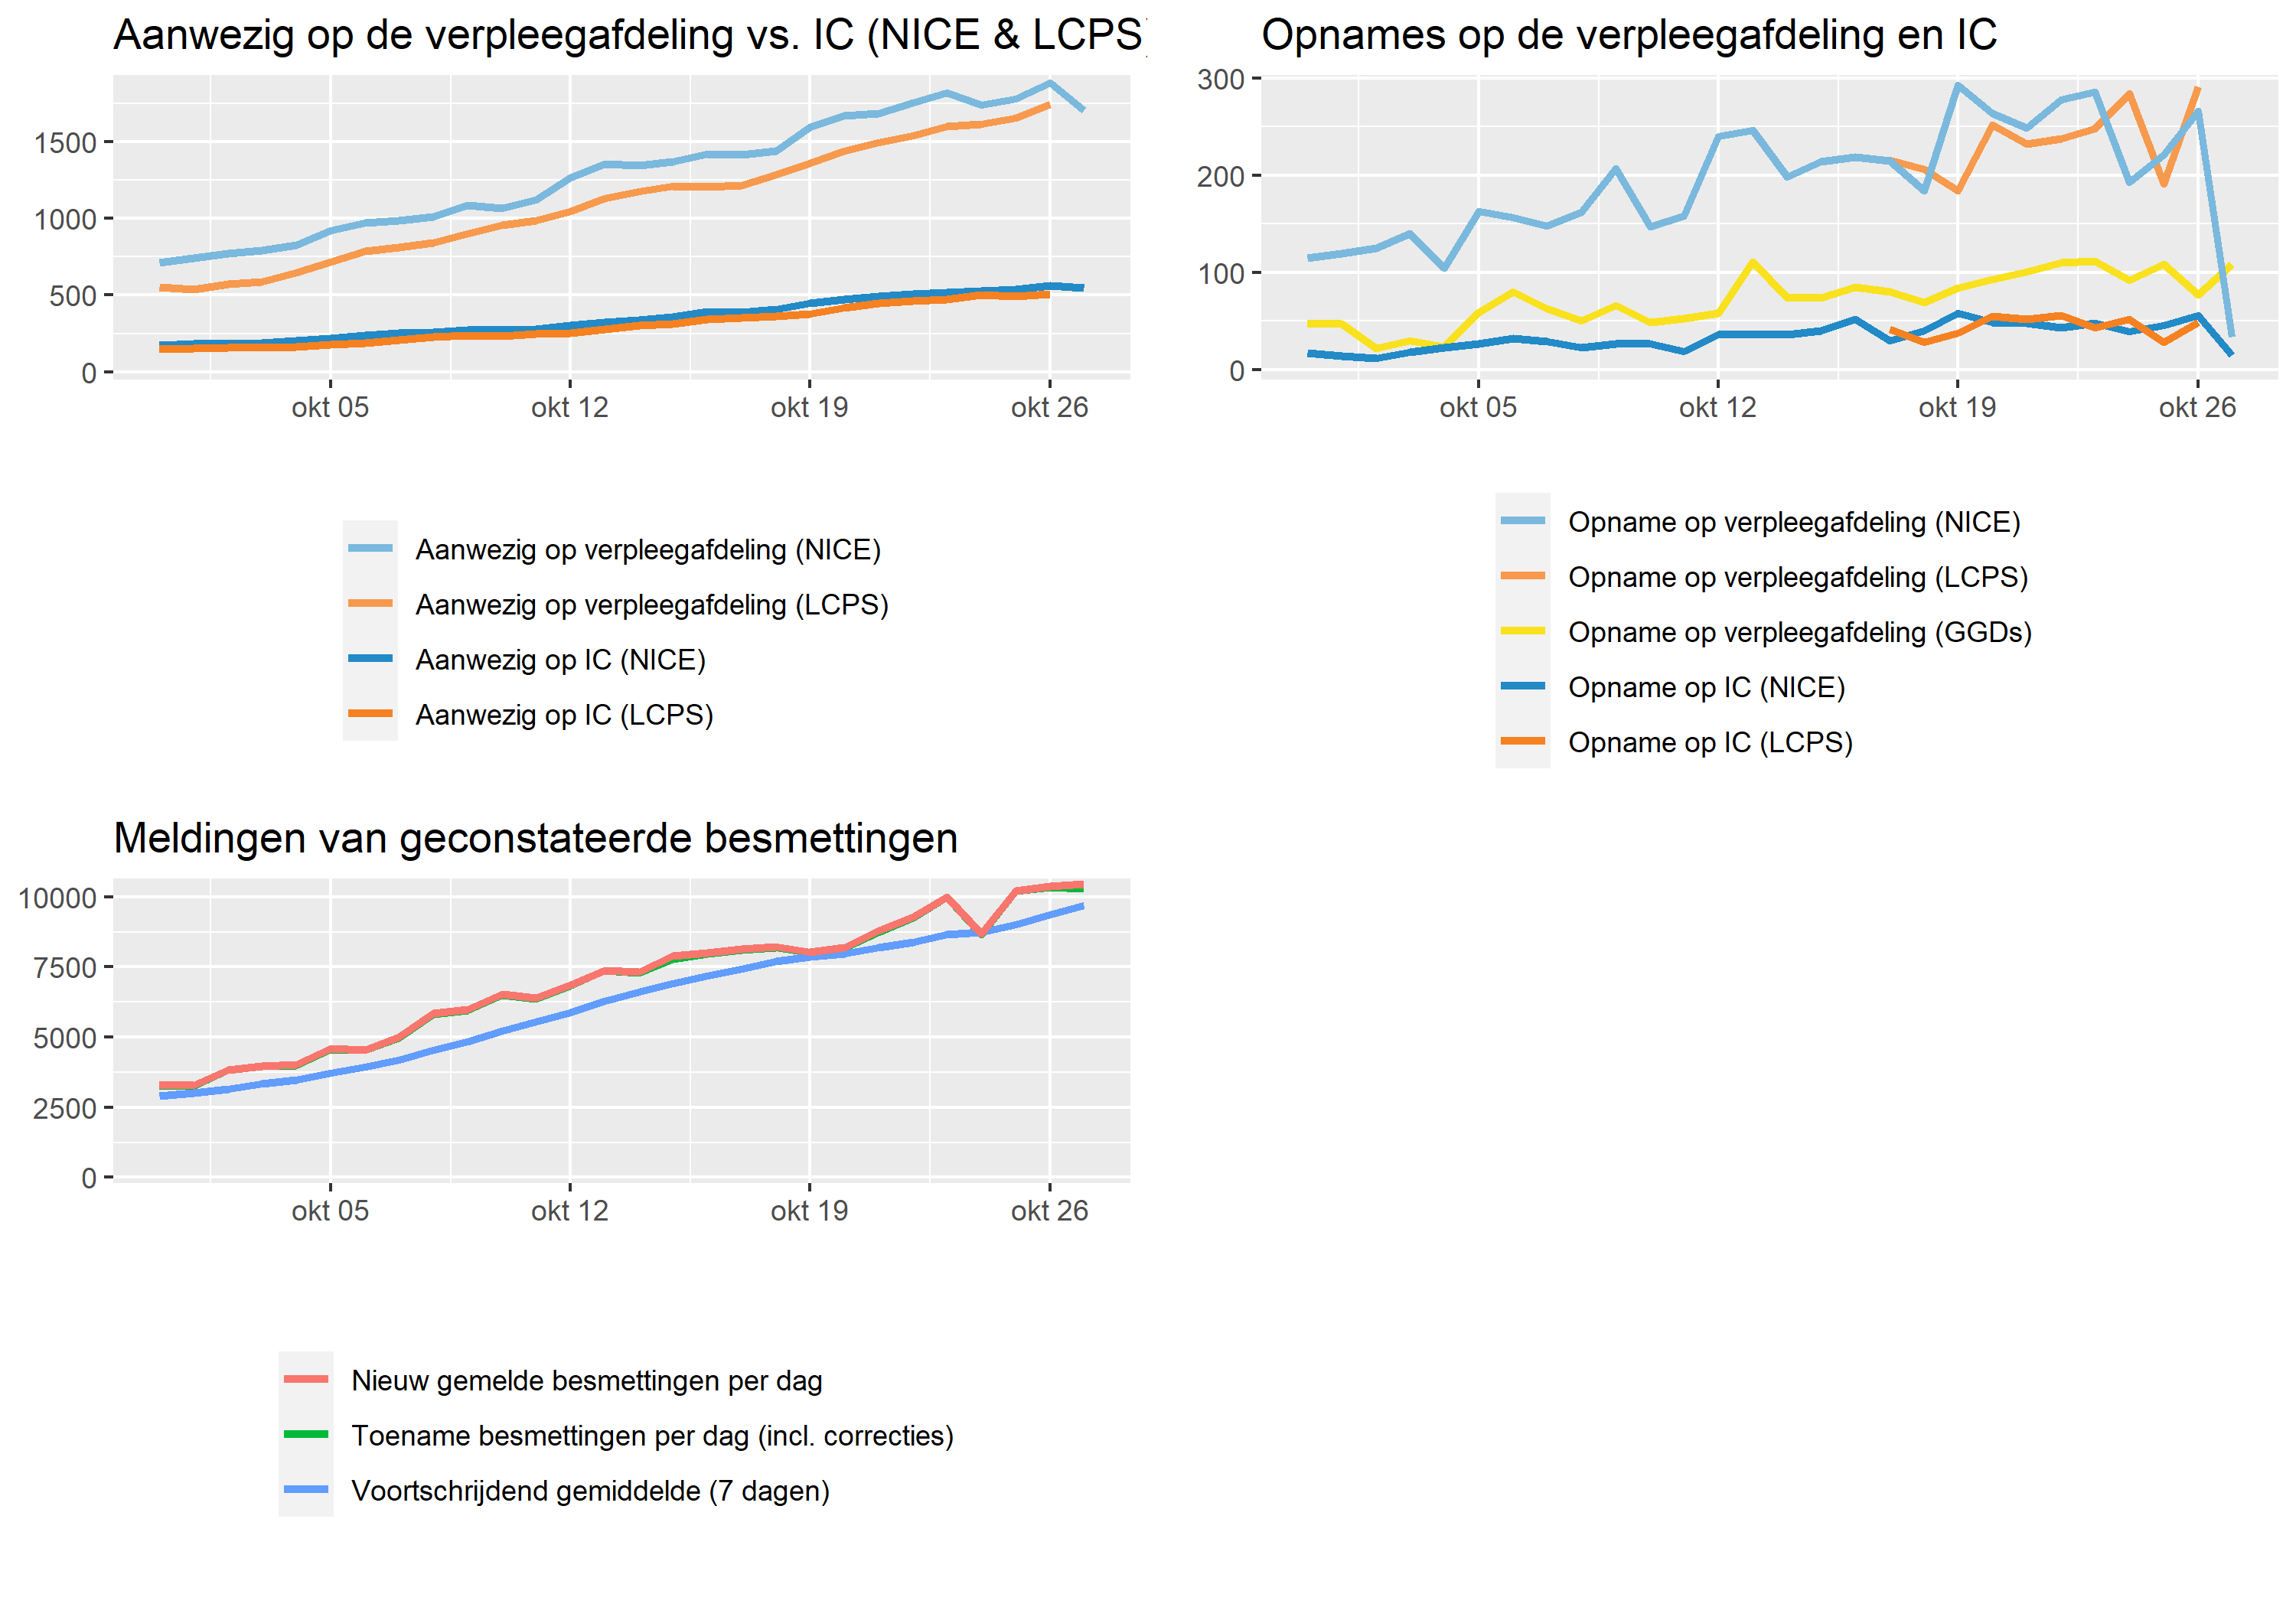 Aanwezig op de verpleegafdeling vs. IC (NICE & LCPS)
1500
1000
500
0
okt 05 okt 12 okt 19 okt 26
Aanwezig op verpleegafdeling (NICE)
Aanwezig op verpleegafdeling (LCPS)
Aanwezig op IC (NICE)
Aanwezig op IC (LCPS)
Opnames op de verpleegafdeling en IC
300
200
100
0
okt 05 okt 12 okt 19 okt 26
Opname op verpleegafdeling (NICE)
Opname op verpleegafdeling (LCPS)
Opname op verpleegafdeling (GGDs)
Opname op IC (NICE)
Opname op IC (LCPS)
Meldingen van geconstateerde besmettingen
10000
7500
5000
2500
0
okt 05 okt 12 okt 19 okt 26
Nieuw gemelde besmettingen per dag
Toename besmettingen per dag (incl. correcties)
Voortschrijdend gemiddelde (7 dagen)